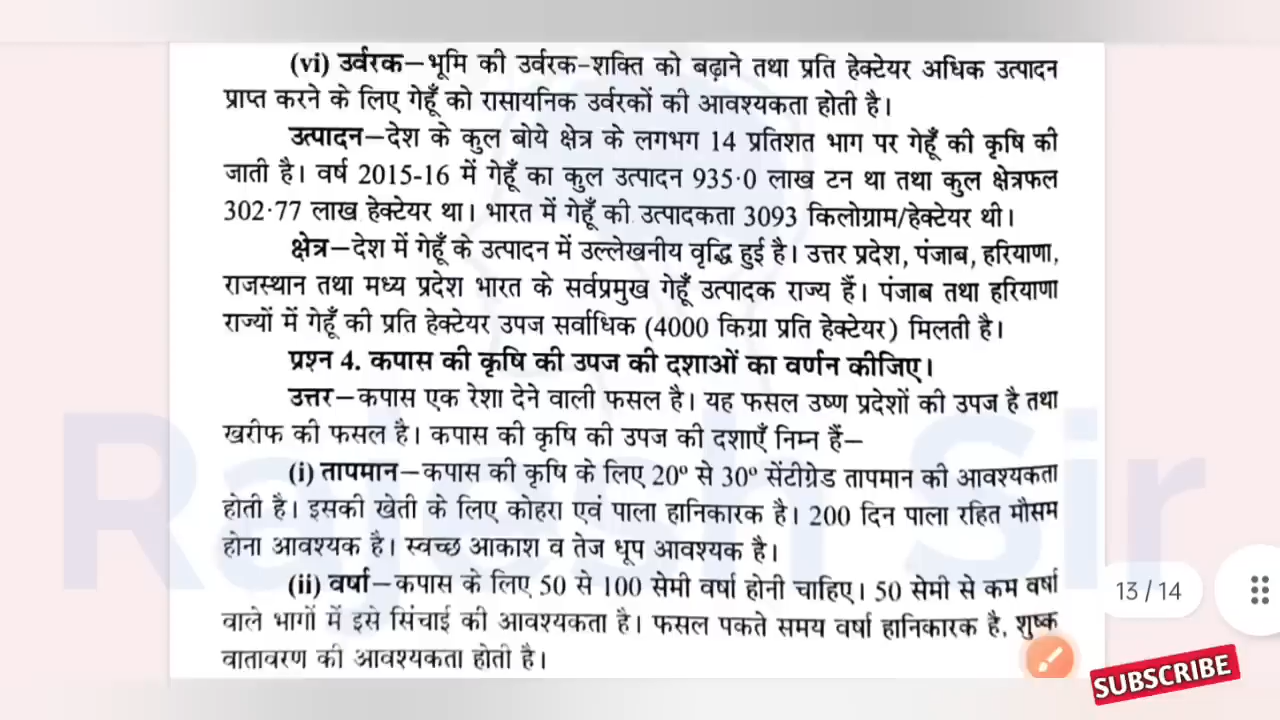 (vi) उर्वरक—भूमि की उर्वरक-शक्ति को बढ़ाने तथा प्रति हेक्टेयर अधिक उत्पादन
प्राप्त करने के लिए गेहूँ को रासायनिक उर्वरकों की आवश्यकता होती है।
उत्पादन—देश के कुल बोये क्षेत्र के लगभग 14 प्रतिशत भाग पर गेहूँ की कृषि की
जाती है। वर्ष 2015-16 में गेहूँ का कुल उत्पादन 935·0 लाख टन था तथा कुल क्षेत्रफल
302·77 लाख हेक्टेयर था। भारत में गेहूँ की उत्पादकता 3093 किलोग्राम/हेक्टेयर थी।
क्षेत्र—देश में गेहूँ के उत्पादन में उल्लेखनीय वृद्धि हुई है। उत्तर प्रदेश, पंजाब, हरियाणा,
राजस्थान तथा मध्य प्रदेश भारत के सर्वप्रमुख गेहूँ उत्पादक राज्य हैं। पंजाब तथा हरियाणा
राज्यों में गेहूँ की प्रति हेक्टेयर उपज सर्वाधिक (4000 किग्रा प्रति हेक्टेयर) मिलती है।
प्रश्न 4. कपास की कृषि की उपज की दशाओं का वर्णन कीजिए।
उत्तर—कपास एक रेशा देने वाली फसल है। यह फसल उष्ण प्रदेशों की उपज है तथा
खरीफ की फसल है। कपास की कृषि की उपज की दशाएँ निम्न हैं—
(i) तापमान—कपास की कृषि के लिए 20° से 30° सेंटीग्रेड तापमान की आवश्यकता
होती है। इसकी खेती के लिए कोहरा एवं पाला हानिकारक है। 200 दिन पाला रहित मौसम
होना आवश्यक है। स्वच्छ आकाश व तेज धूप आवश्यक है।
(ii) वर्षा—कपास के लिए 50 से 100 सेमी वर्षा होनी चाहिए। 50 सेमी से कम वर्षा
वाले भागों में इसे सिंचाई की आवश्यकता है। फसल पकते समय वर्षा हानिकारक है, शुष्क
वातावरण की आवश्यकता होती है।
Rajesh Sir
13 / 14
SUBSCRIBE